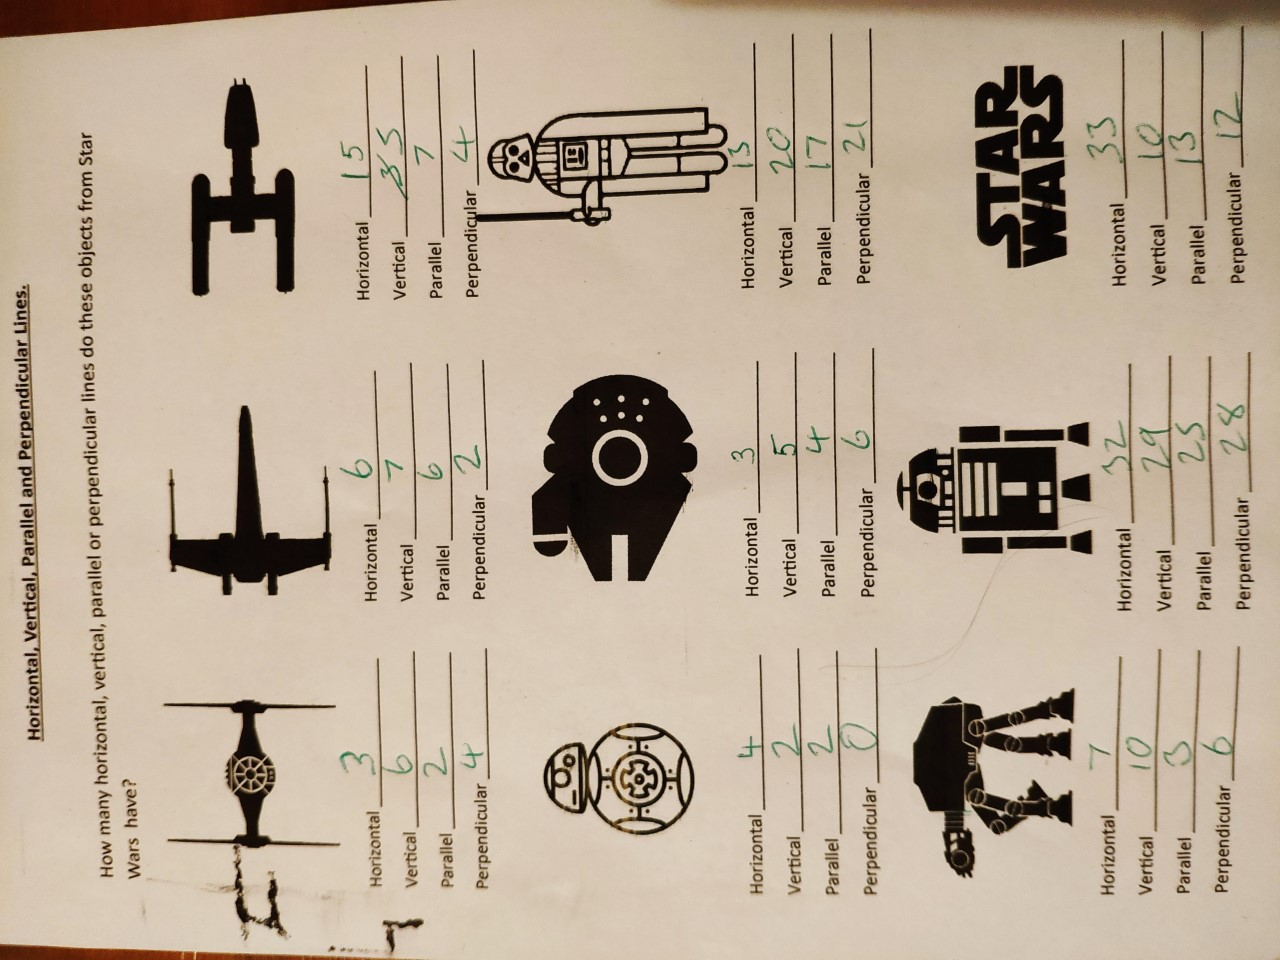 Horizontal, Vertical, Parallel and Perpendicular Lines.
How many horizontal, vertical, parallel or perpendicular lines do these objects from Star
Wars have?
Horizontal 3
Vertical 6
Parallel 2
Perpendicular 4
Horizontal 6
Vertical 7
Parallel 6
Perpendicular 2
Horizontal 15
Vertical 5
Parallel 7
Perpendicular 4
Horizontal 4
Vertical 2
Parallel 2
Perpendicular 0
Horizontal 3
Vertical 5
Parallel 4
Perpendicular 6
Horizontal 13
Vertical 20
Parallel 17
Perpendicular 21
Horizontal 7
Vertical 10
Parallel 3
Perpendicular 6
Horizontal 32
Vertical 29
Parallel 25
Perpendicular 28
STAR
WARS
Horizontal 33
Vertical 10
Parallel 13
Perpendicular 12